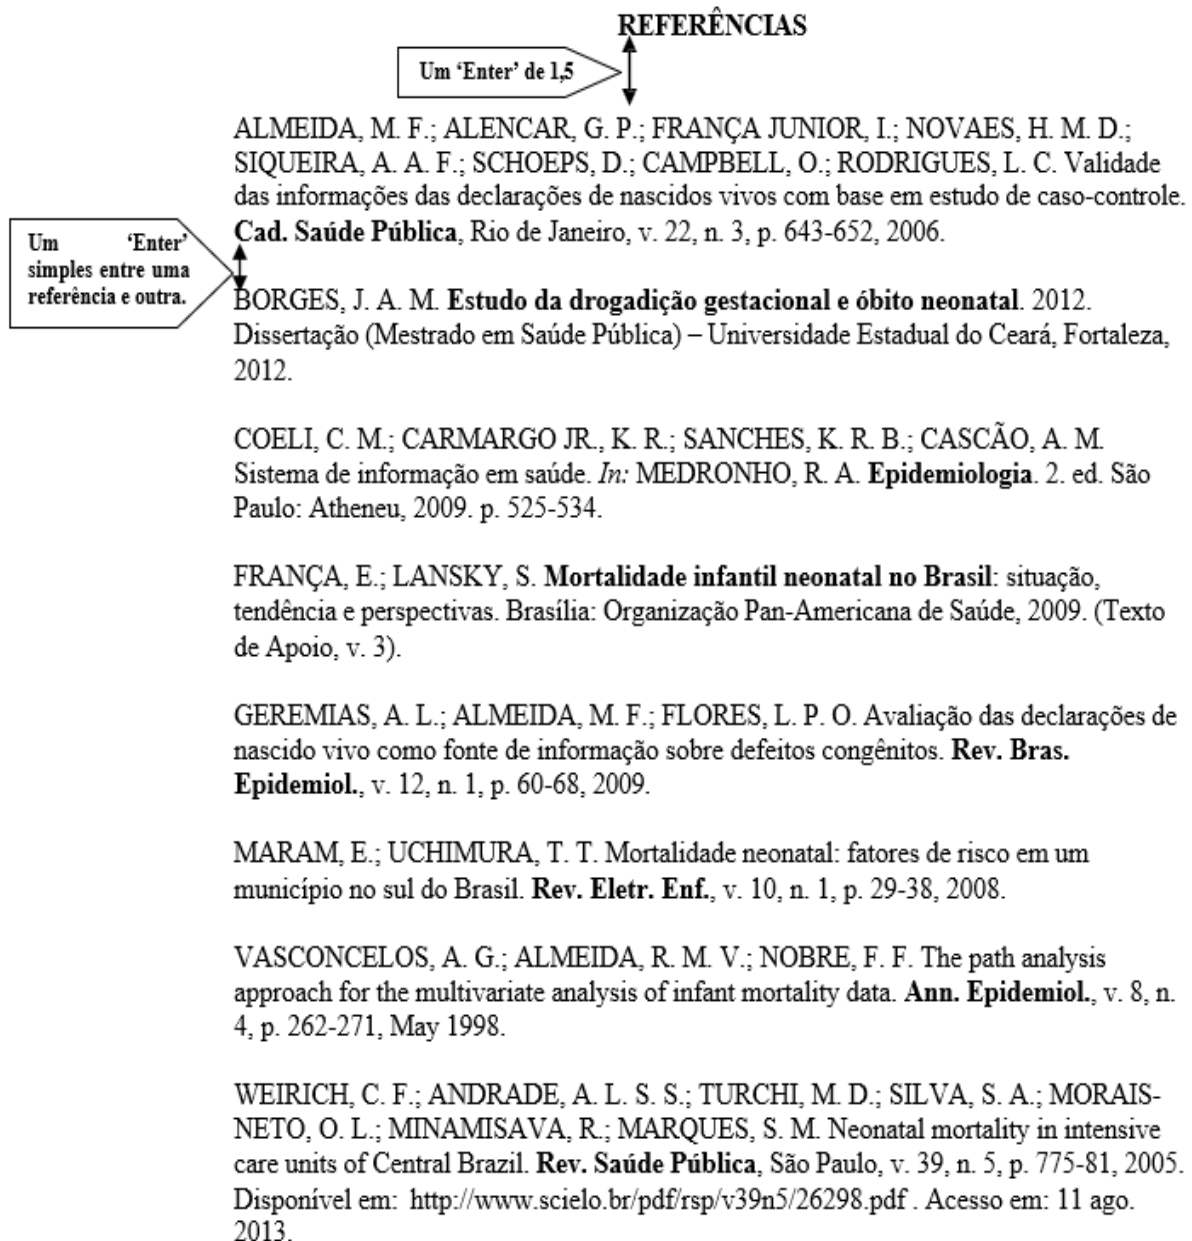 REFERÊNCIAS
Um ‘Enter’ de 1,5
ALMEIDA, M. F.; ALENCAR, G. P.; FRANÇA JUNIOR, I.; NOVAES, H. M. D.;
SIQUEIRA, A. A. F.; SCHOEPS, D.; CAMPBELL, O.; RODRIGUES, L. C. Validade
das informações das declarações de nascidos vivos com base em estudo de caso-controle.
Cad. Saúde Pública, Rio de Janeiro, v. 22, n. 3, p. 643-652, 2006.
Um ‘Enter’
simples entre uma
referência e outra.
BORGES, J. A. M. Estudo da drogadição gestacional e óbito neonatal. 2012.
Dissertação (Mestrado em Saúde Pública) – Universidade Estadual do Ceará, Fortaleza,
2012.
COELI, C. M.; CARMARGO JR., K. R.; SANCHES, K. R. B.; CASCÃO, A. M.
Sistema de informação em saúde. In: MEDRONHO, R. A. Epidemiologia. 2. ed. São
Paulo: Atheneu, 2009. p. 525-534.
FRANÇA, E.; LANSKY, S. Mortalidade infantil neonatal no Brasil: situação,
tendência e perspectivas. Brasília: Organização Pan-Americana de Saúde, 2009. (Texto
de Apoio, v. 3).
GEREMIAS, A. L.; ALMEIDA, M. F.; FLORES, L. P. O. Avaliação das declarações de
nascido vivo como fonte de informação sobre defeitos congênitos. Rev. Bras.
Epidemiol., v. 12, n. 1, p. 60-68, 2009.
MARAM, E.; UCHIMURA, T. T. Mortalidade neonatal: fatores de risco em um
município no sul do Brasil. Rev. Eletr. Enf., v. 10, n. 1, p. 29-38, 2008.
VASCONCELOS, A. G.; ALMEIDA, R. M. V.; NOBRE, F. F. The path analysis
approach for the multivariate analysis of infant mortality data. Ann. Epidemiol., v. 8, n.
4, p. 262-271, May 1998.
WEIRICH, C. F.; ANDRADE, A. L. S. S.; TURCHI, M. D.; SILVA, S. A.; MORAIS-
NETO, O. L.; MINAMISAVA, R.; MARQUES, S. M. Neonatal mortality in intensive
care units of Central Brazil. Rev. Saúde Pública, São Paulo, v. 39, n. 5, p. 775-81, 2005.
Disponível em: http://www.scielo.br/pdf/rsp/v39n5/26298.pdf . Acesso em: 11 ago.
2013.